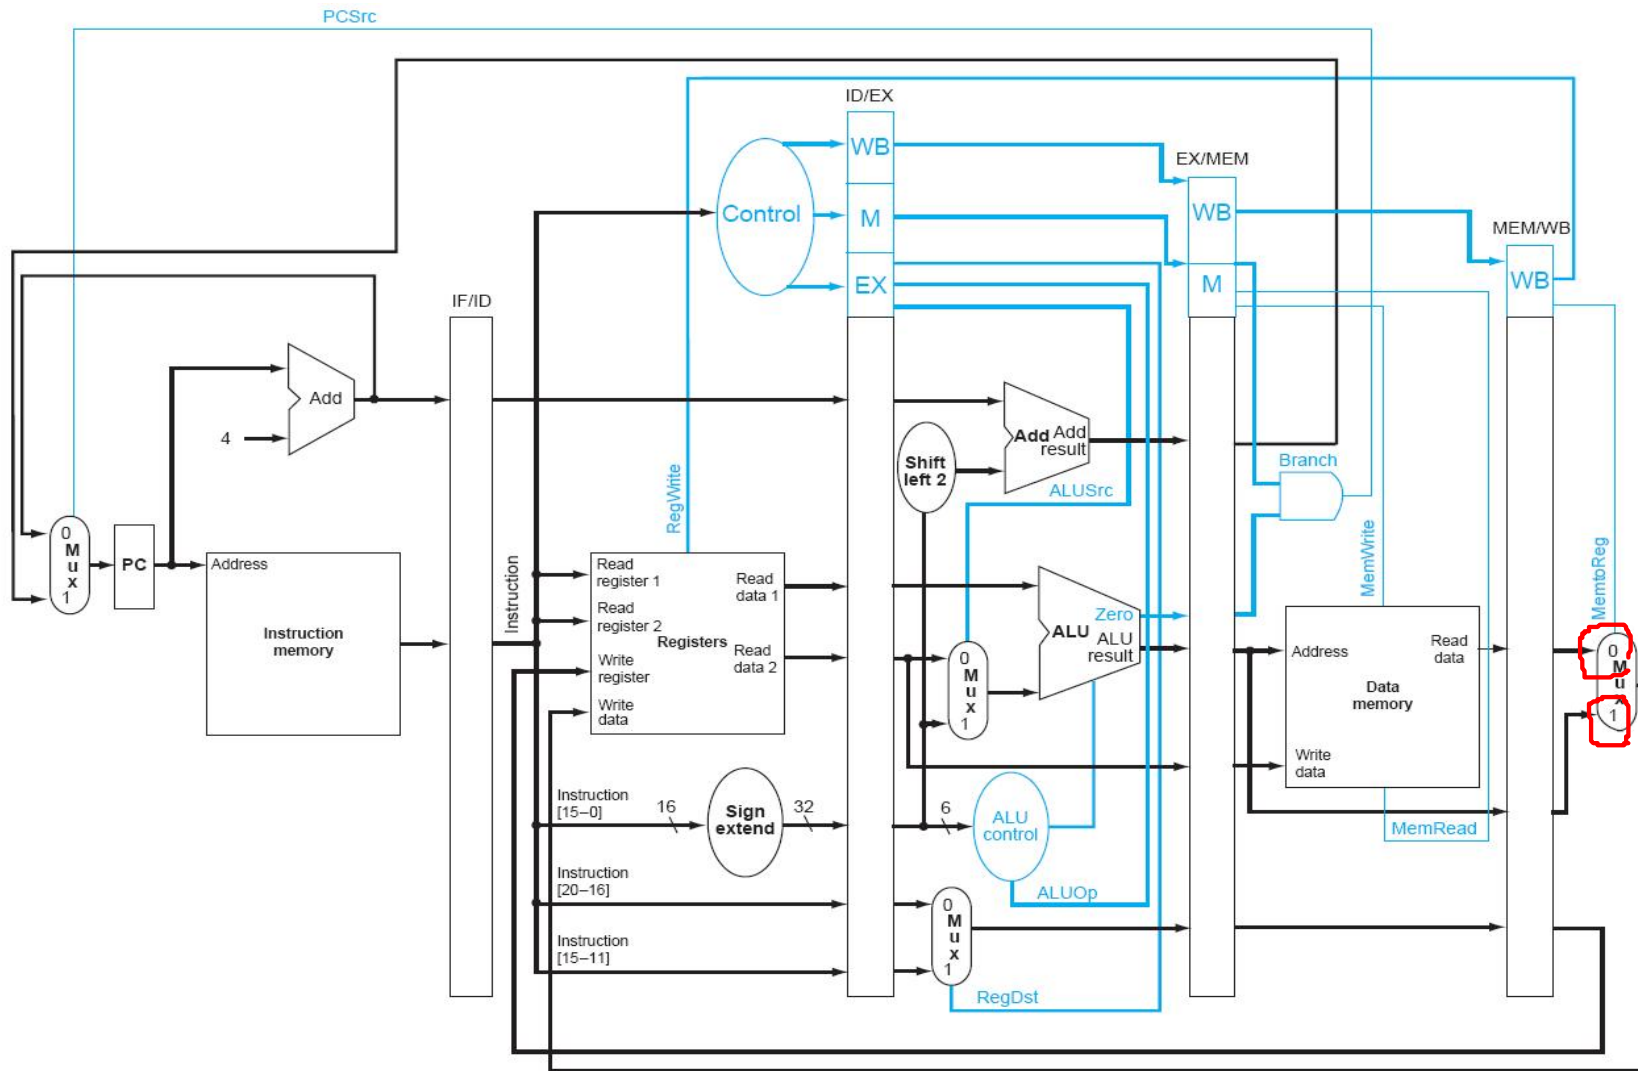 PCSrc
ID/EX
WB
EX/MEM
Control
M
WB
MEM/WB
EX
M
WB
IF/ID
Add
4
Shift
left 2
Add Add
result
Branch
ALUSrc
RegWrite
MemWrite
MemtoReg
0
M
u
x
1
PC
Address
Instruction
memory
Instruction
Read
register 1
Read
register 2
Write
register
Write
data
Registers
Read
data 1
Read
data 2
0
M
u
x
1
Zero
ALU ALU
result
Address
Read
data
Data
memory
Write
data
0
M
u
x
1
Instruction
[15–0]
16
Sign
extend
32
6
ALU
control
MemRead
Instruction
[20–16]
ALUOp
0
M
u
x
1
Instruction
[15–11]
RegDst